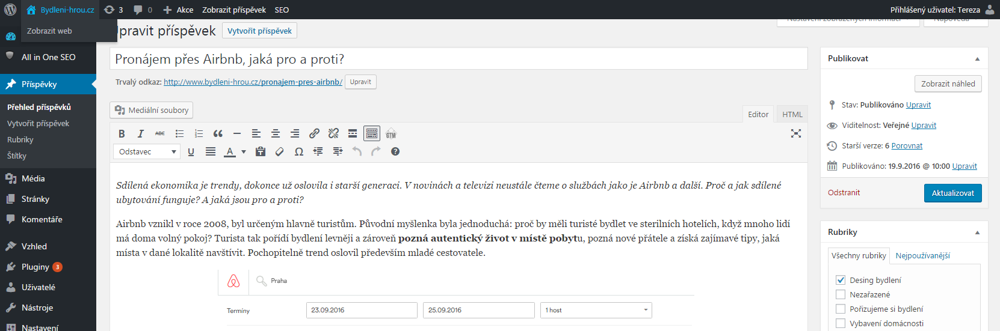 Bydleni-hrou.cz
3
0
Akce
Zobrazit příspěvek
SEO
Přihlášený uživatel: Tereza
Zobrazit web
All in One SEO
Příspěvky
Přehled příspěvků
Vytvořit příspěvek
Rubriky
Štítky
Média
Stránky
Komentáře
Vzhled
Pluginy 3
Uživatelé
Nástroje
Nastavení
pravit příspěvek
Vytvořit příspěvek
Nastavení zobrazených informací
Nápověda
Pronájem přes Airbnb, jaká pro a proti?
Trvalý odkaz: http://www.bydleni-hrou.cz/pronajem-pres-airbnb/ Upravit
Mediální soubory
Editor
HTML
B I ABC
GTM
Odstavec
U A T Ω ?
Sdílená ekonomika je trendy, dokonce už oslovila i starší generaci. V novinách a televizi neustále čteme o službách jako je Airbnb a další. Proč a jak sdílené
ubytování funguje? A jaká jsou pro a proti?
Airbnb vznikl v roce 2008, byl určeným hlavně turistům. Původní myšlenka byla jednoduchá: proč by měli turisté bydlet ve sterilních hotelích, když mnoho lidí
má doma volný pokoj? Turista tak pořídí bydlení levněji a zároveň pozná autentický život v místě pobytu, pozná nové přátele a získá zajímavé tipy, jaká
místa v dané lokalitě navštívit. Pochopitelně trend oslovil především mladé cestovatele.
Praha
Termíny
23.09.2016
25.09.2016
1 host
Publikovat
Zobrazit náhled
Stav: Publikováno Upravit
Viditelnost: Veřejné Upravit
Starší verze: 6 Porovnat
Publikováno: 19.9.2016 @ 10:00 Upravit
Odstranit
Aktualizovat
Rubriky
Všechny rubriky
Nejpoužívanější
Desing bydlení
Nezařazené
Pořizujeme si bydlení
Vybavení domácnosti